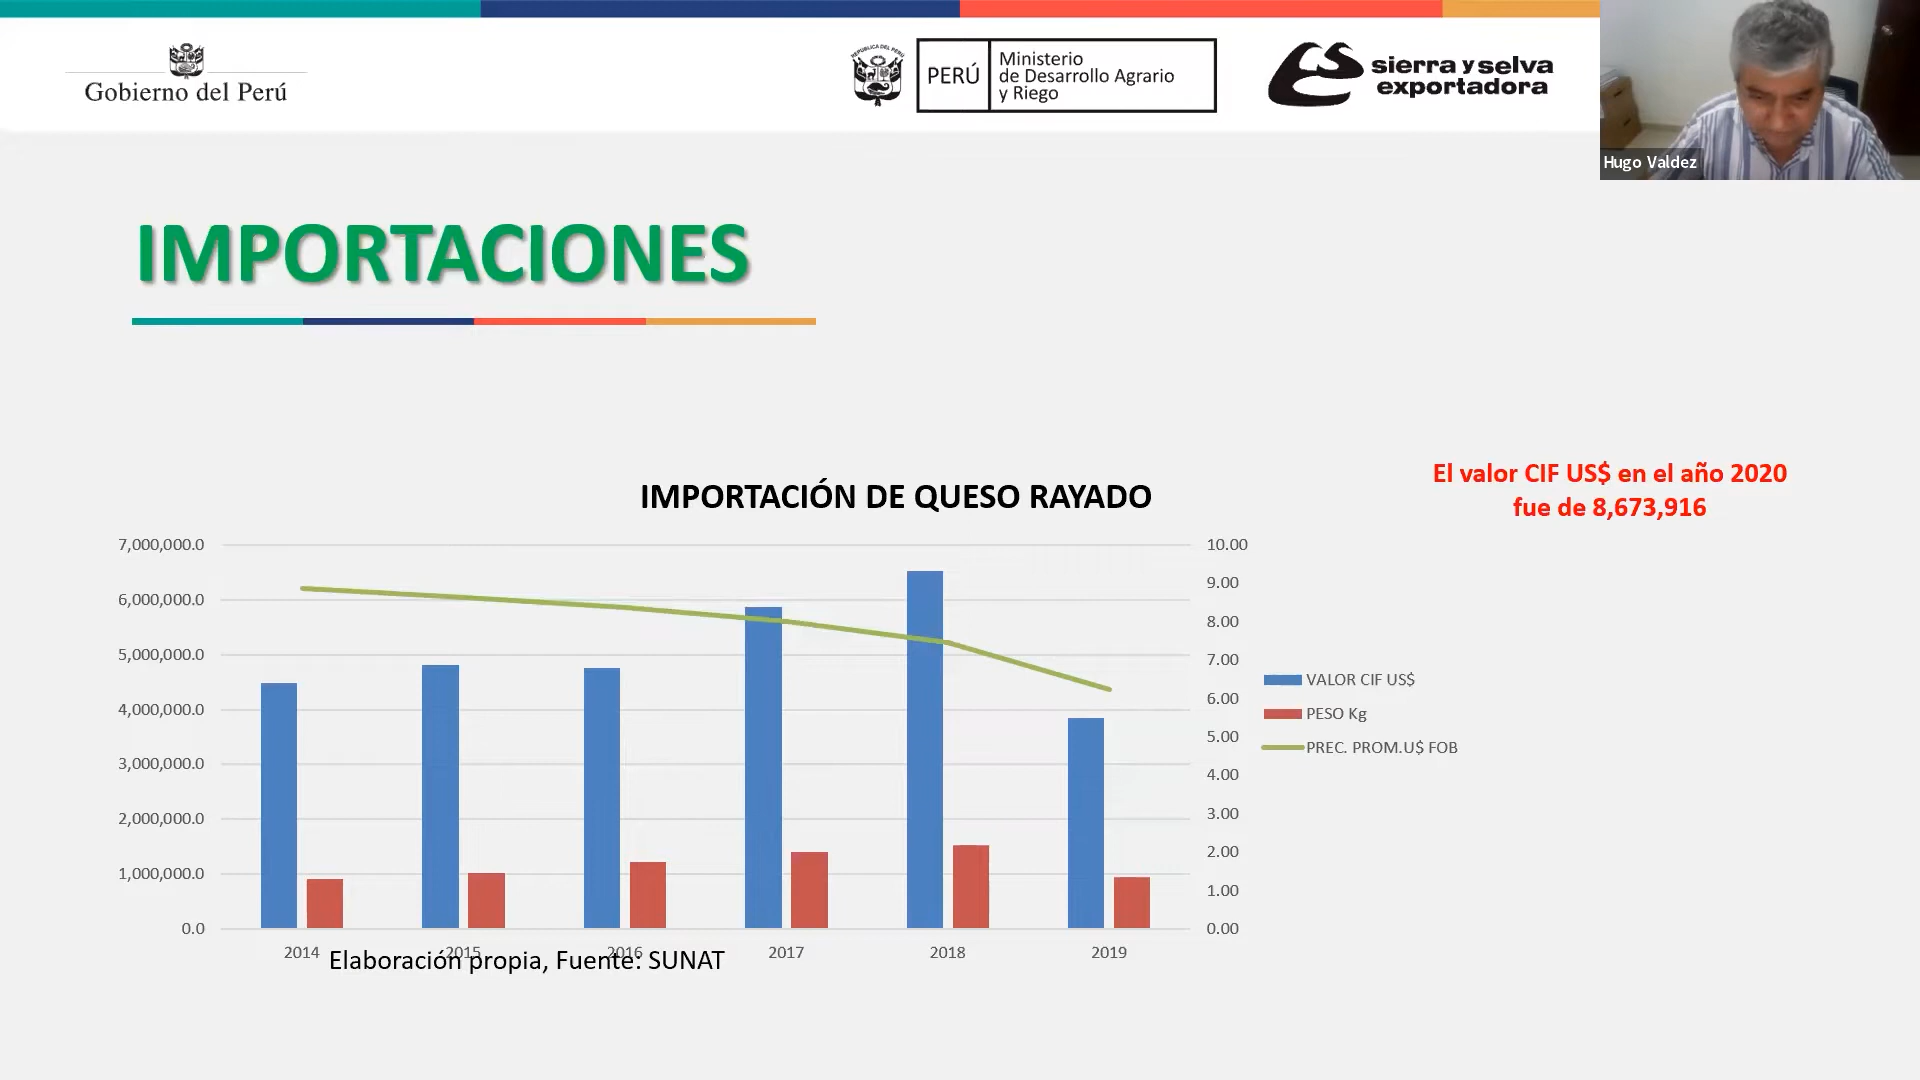 Gobierno del Perú
REPUBLICA DEL PERU
PERÚ
Ministerio
de Desarrollo Agrario
y Riego
sierra y selva
exportadora
Hugo Valdez
IMPORTACIONES
El valor CIF US$ en el año 2020
fue de 8,673,916
IMPORTACIÓN DE QUESO RAYADO
7,000,000.0
6,000,000.0
5,000,000.0
4,000,000.0
3,000,000.0
2,000,000.0
1,000,000.0
0.0
10.00
9.00
8.00
7.00
6.00
5.00
4.00
3.00
2.00
1.00
0.00
VALOR CIF US$
PESO Kg
PREC. PROM.U$ FOB
2014
2015
2016
2017
2018
2019
Elaboración propia, Fuente: SUNAT